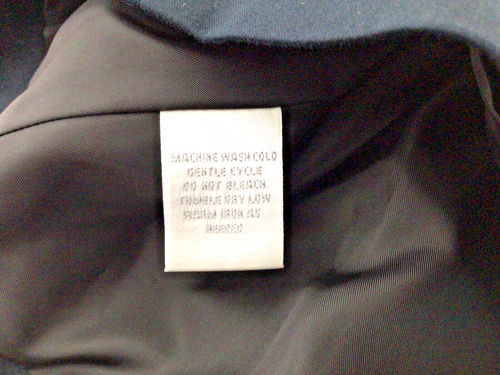 MACHINE WASH COLD
GENTLE CYCLE
DO NOT BLEACH
TUMBLE DRY LOW
WARM IRON AS
NEEDED